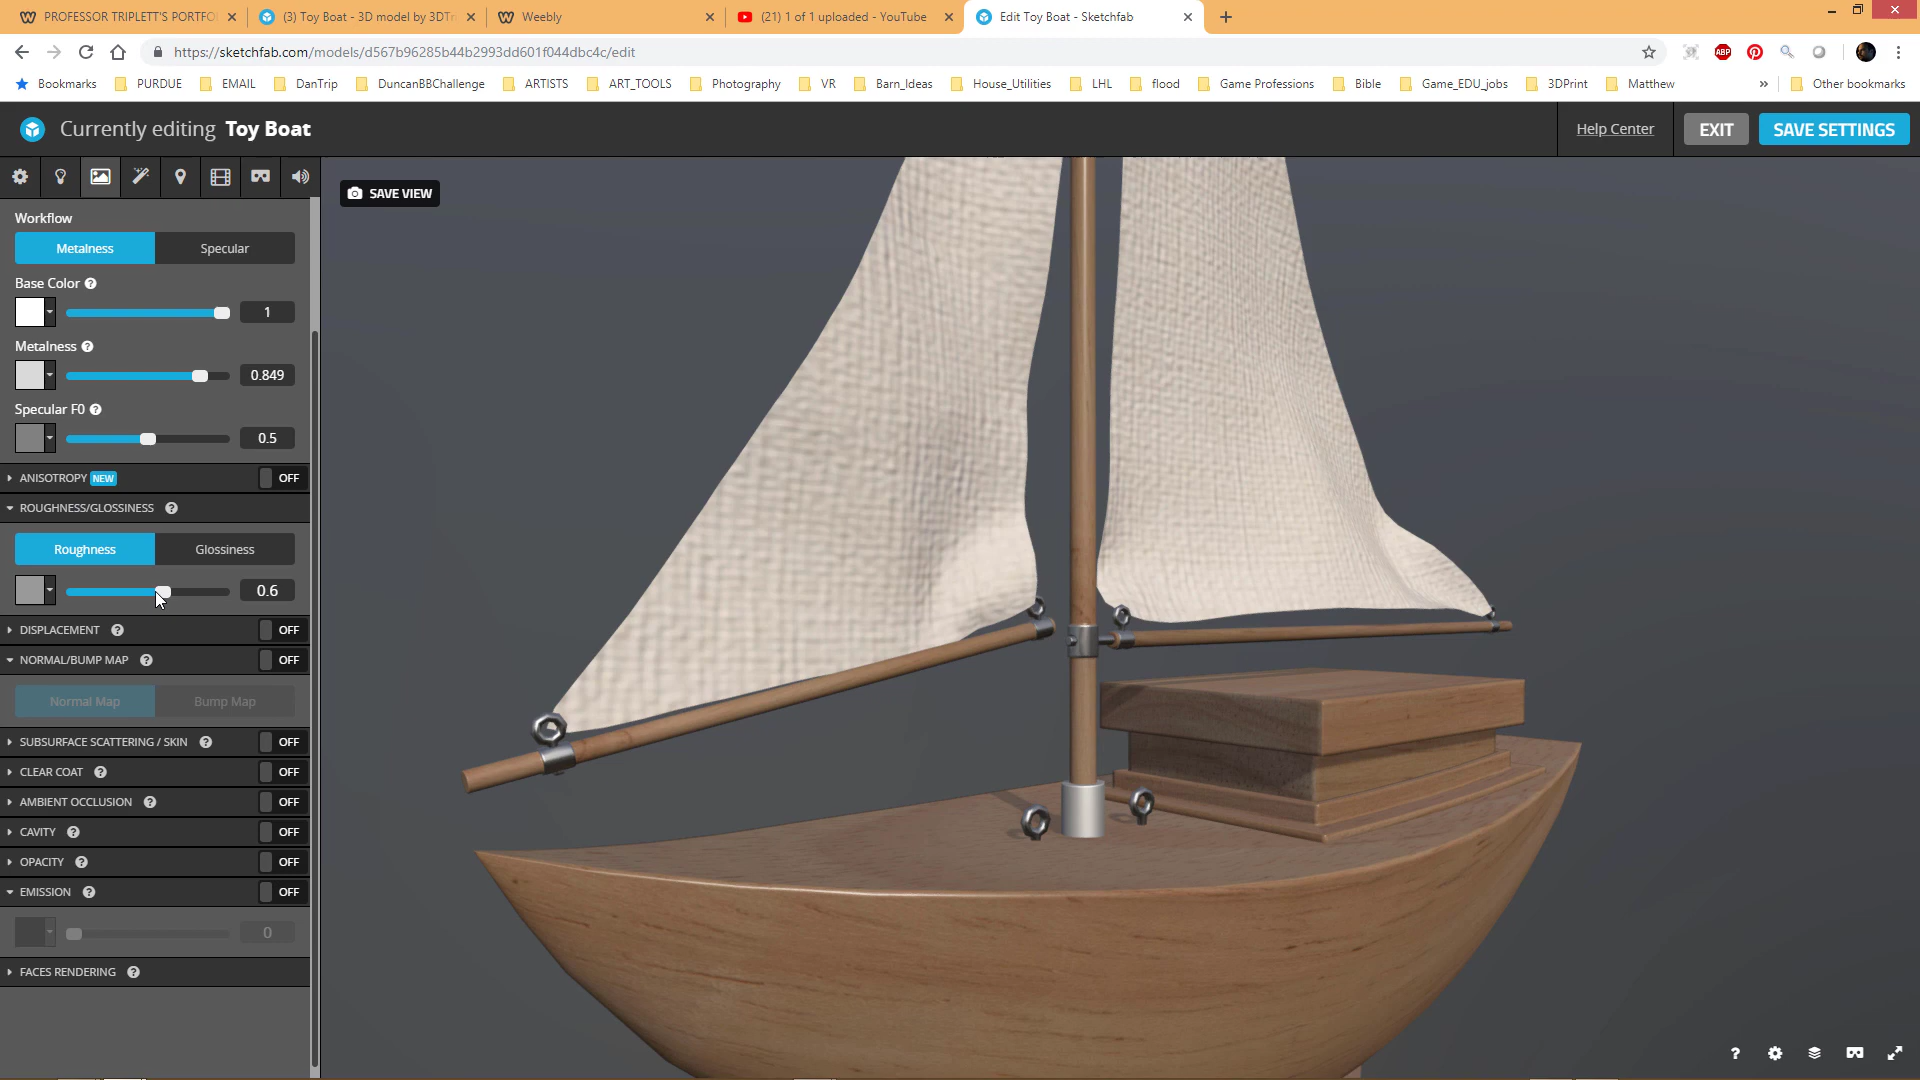 PROFESSOR TRIPLETT'S PORTFO
(3) Toy Boat - 3D model by 3DTr
Weebly
(21) 1 of 1 uploaded - YouTube
Edit Toy Boat - Sketchfab
https://sketchfab.com/models/d567b96285b44b2993dd601f044dbc4c/edit
ABP
Bookmarks PURDUE EMAIL DanTrip DuncanBBChallenge ARTISTS ART_TOOLS Photography VR Barn_Ideas House_Utilities LHL flood Game Professions Bible Game_EDU_jobs 3DPrint Matthew » Other bookmarks
Currently editing Toy Boat
Help Center
EXIT
SAVE SETTINGS
SAVE VIEW
Workflow
Metalness Specular
Base Color ?
1
Metalness ?
0.849
Specular F0 ?
0.5
ANISOTROPY NEW OFF
ROUGHNESS/GLOSSINESS ?
Roughness Glossiness
0.6
DISPLACEMENT ? OFF
NORMAL/BUMP MAP ? OFF
Normal Map Bump Map
SUBSURFACE SCATTERING / SKIN ? OFF
CLEAR COAT ? OFF
AMBIENT OCCLUSION ? OFF
CAVITY ? OFF
OPACITY ? OFF
EMISSION ? OFF
0
FACES RENDERING ?
?